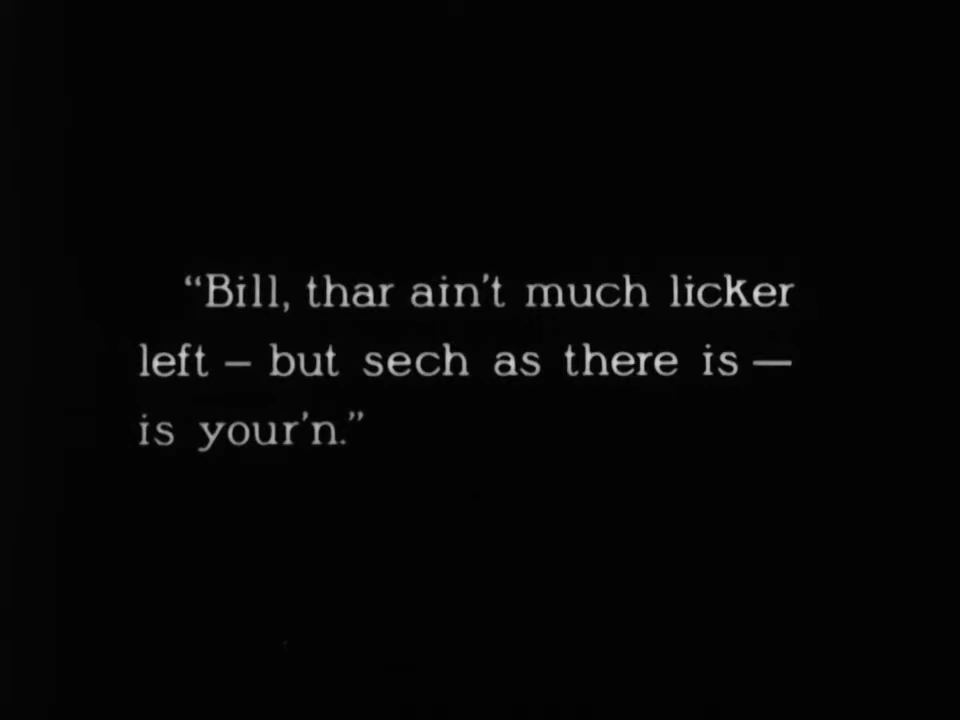 “Bill, thar ain't much licker
left – but sech as there is —
is your'n.”